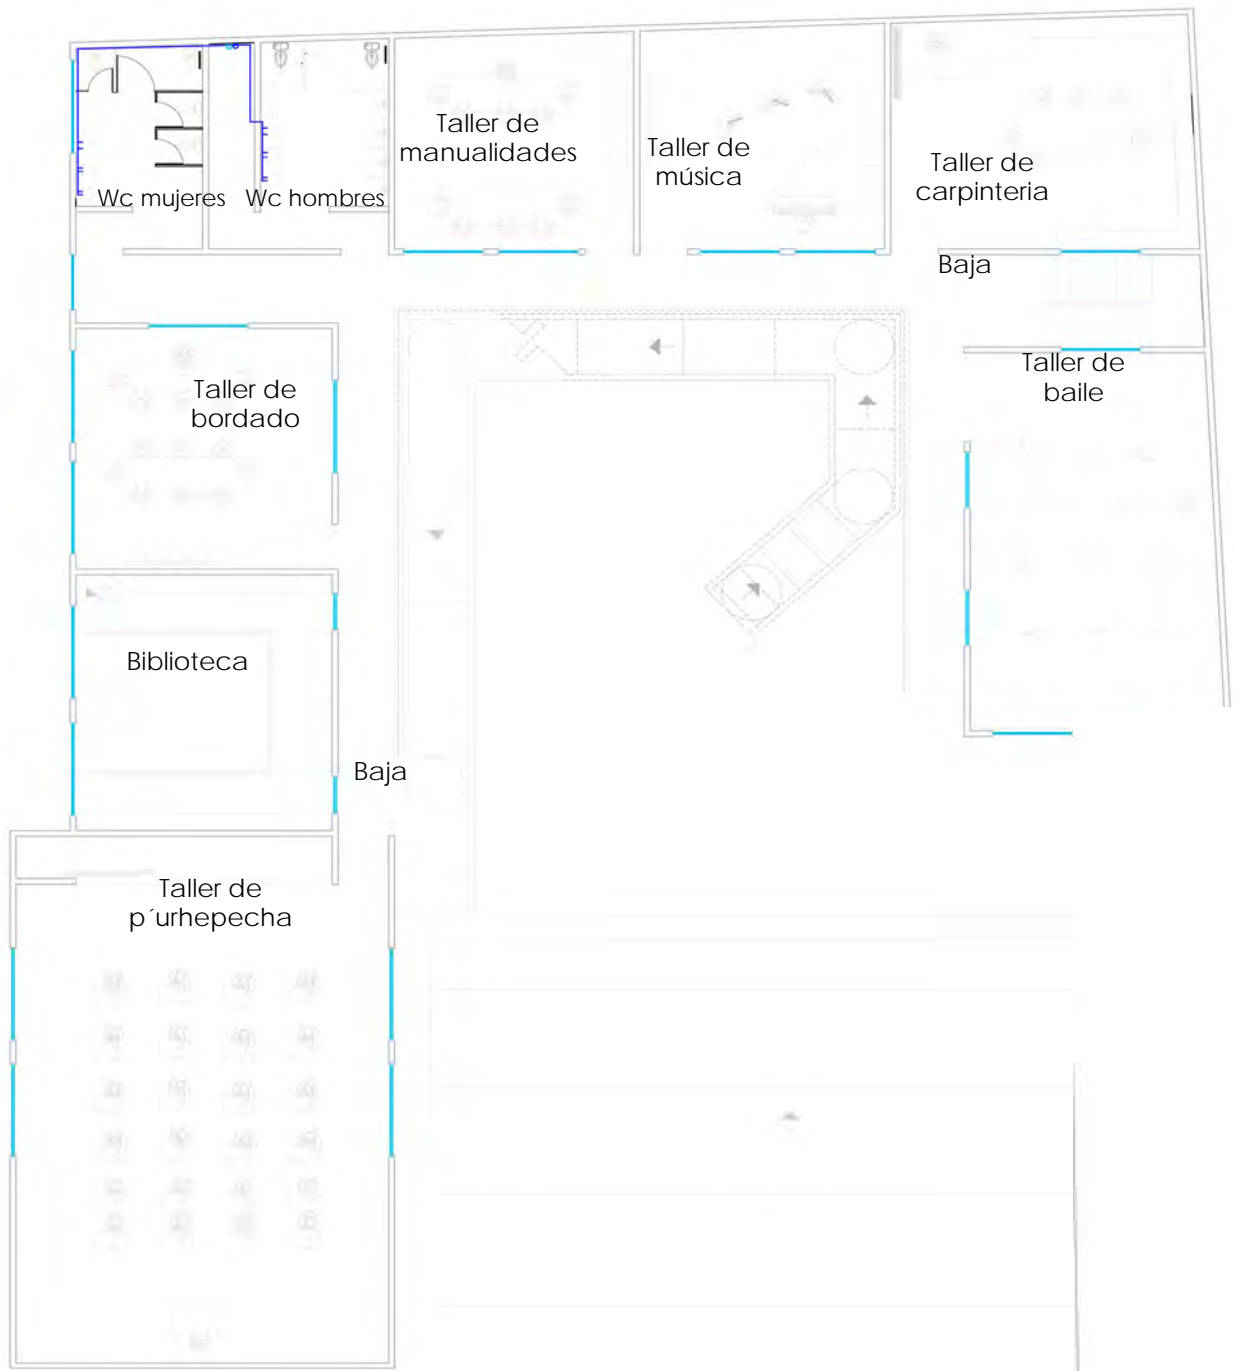 Taller de
manualidades
Taller de
música
Taller de
carpinteria
Wc mujeres
Wc hombres
Baja
Taller de
baile
Taller de
bordado
Biblioteca
Baja
Taller de
p´urhepecha